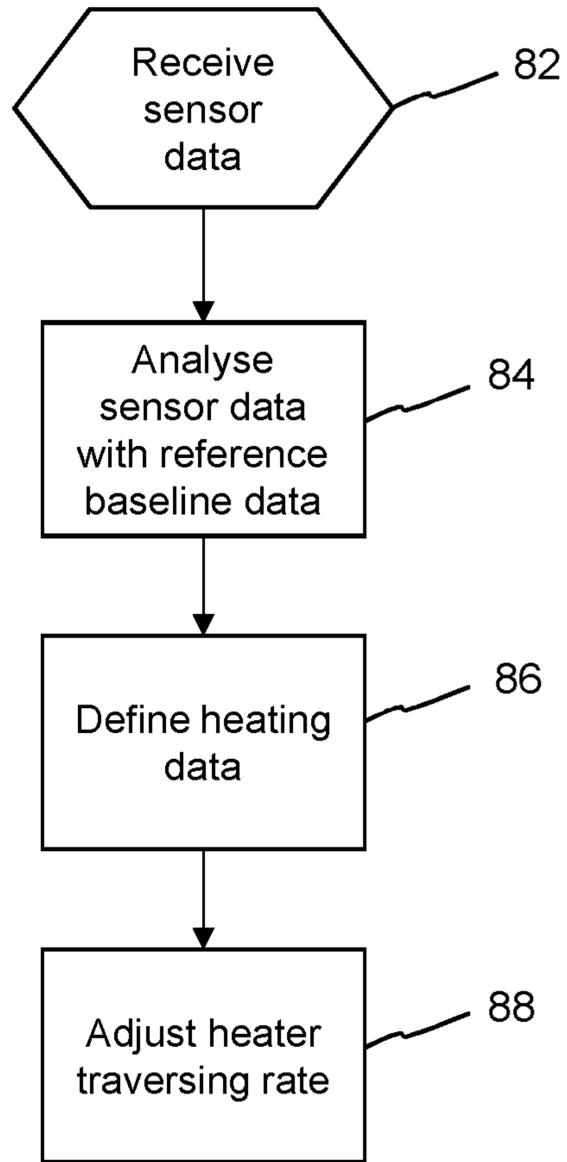 Receive
sensor
data
82
Analyse
sensor data
with reference
baseline data
84
Define heating
data
86
Adjust heater
traversing rate
88